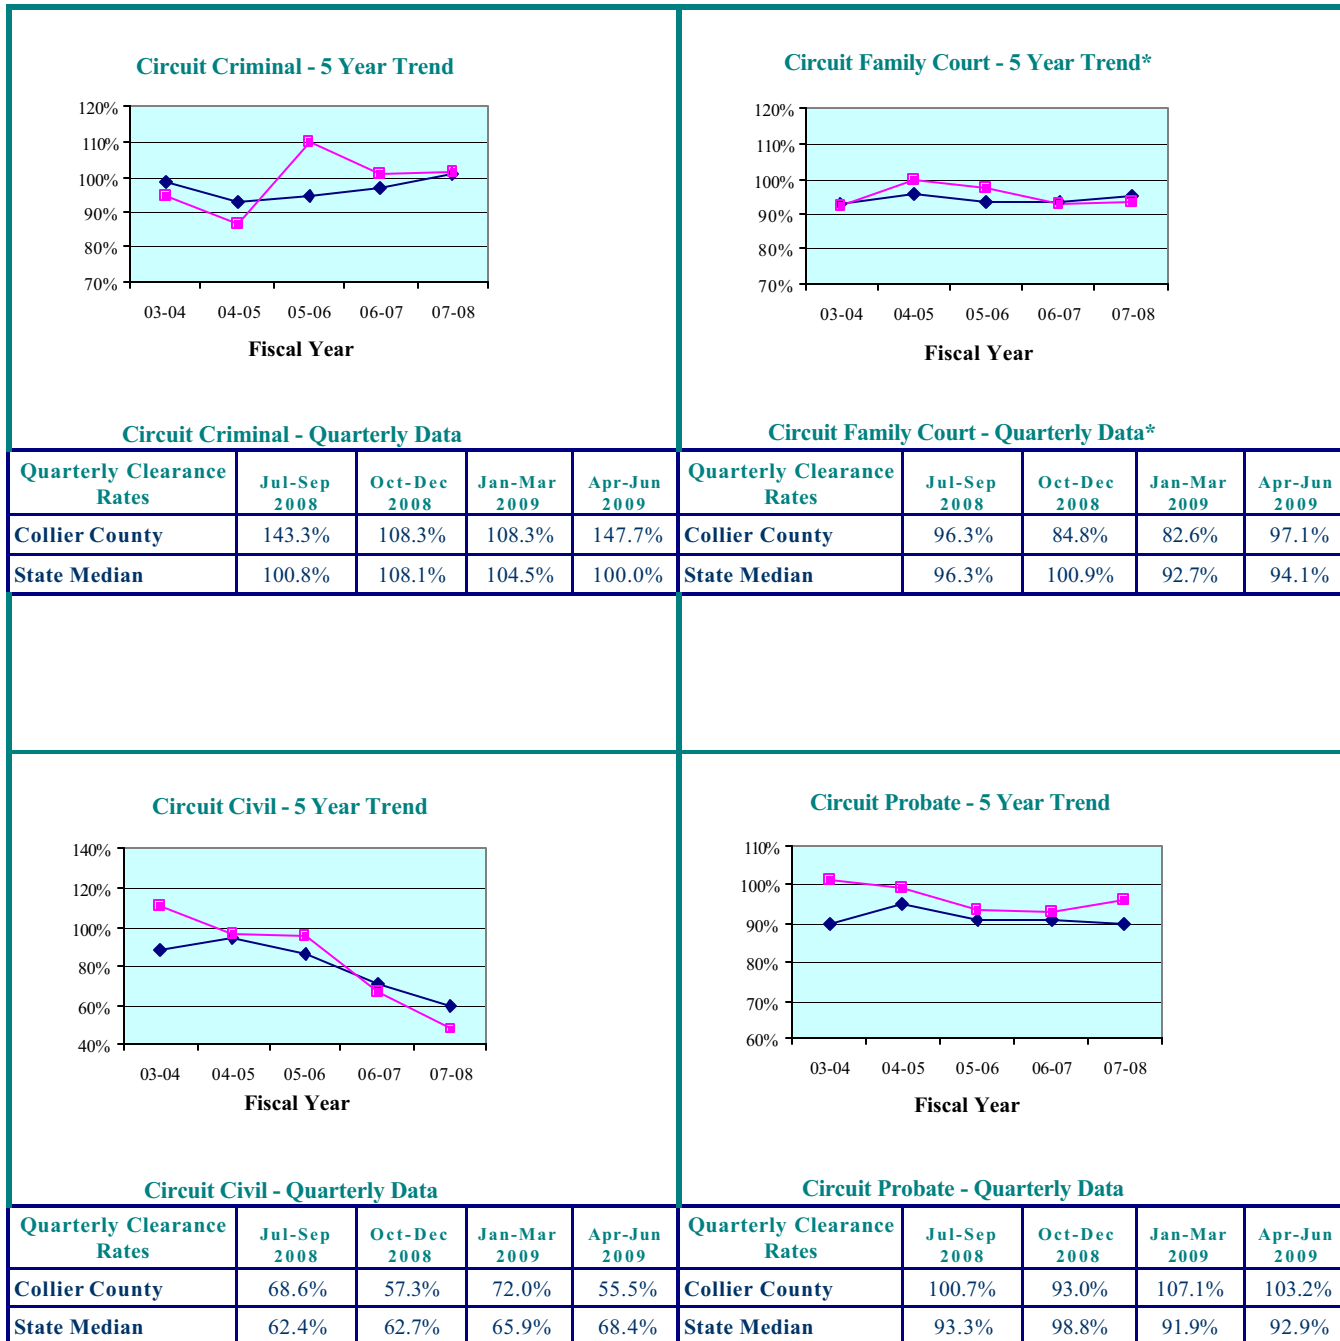 Circuit Criminal - 5 Year Trend
120%
110%
100%
90%
80%
70%
03-04 04-05 05-06 06-07 07-08
Fiscal Year
Circuit Criminal - Quarterly Data
Quarterly Clearance Rates Jul-Sep 2008 Oct-Dec 2008 Jan-Mar 2009 Apr-Jun 2009
Collier County 143.3% 108.3% 108.3% 147.7%
State Median 100.8% 108.1% 104.5% 100.0%
Circuit Family Court - 5 Year Trend*
120%
110%
100%
90%
80%
70%
03-04 04-05 05-06 06-07 07-08
Fiscal Year
Circuit Family Court - Quarterly Data*
Quarterly Clearance Rates Jul-Sep 2008 Oct-Dec 2008 Jan-Mar 2009 Apr-Jun 2009
Collier County 96.3% 84.8% 82.6% 97.1%
State Median 96.3% 100.9% 92.7% 94.1%
Circuit Civil - 5 Year Trend
140%
120%
100%
80%
60%
40%
03-04 04-05 05-06 06-07 07-08
Fiscal Year
Circuit Civil - Quarterly Data
Quarterly Clearance Rates Jul-Sep 2008 Oct-Dec 2008 Jan-Mar 2009 Apr-Jun 2009
Collier County 68.6% 57.3% 72.0% 55.5%
State Median 62.4% 62.7% 65.9% 68.4%
Circuit Probate - 5 Year Trend
110%
100%
90%
80%
70%
60%
03-04 04-05 05-06 06-07 07-08
Fiscal Year
Circuit Probate - Quarterly Data
Quarterly Clearance Rates Jul-Sep 2008 Oct-Dec 2008 Jan-Mar 2009 Apr-Jun 2009
Collier County 100.7% 93.0% 107.1% 103.2%
State Median 93.3% 98.8% 91.9% 92.9%